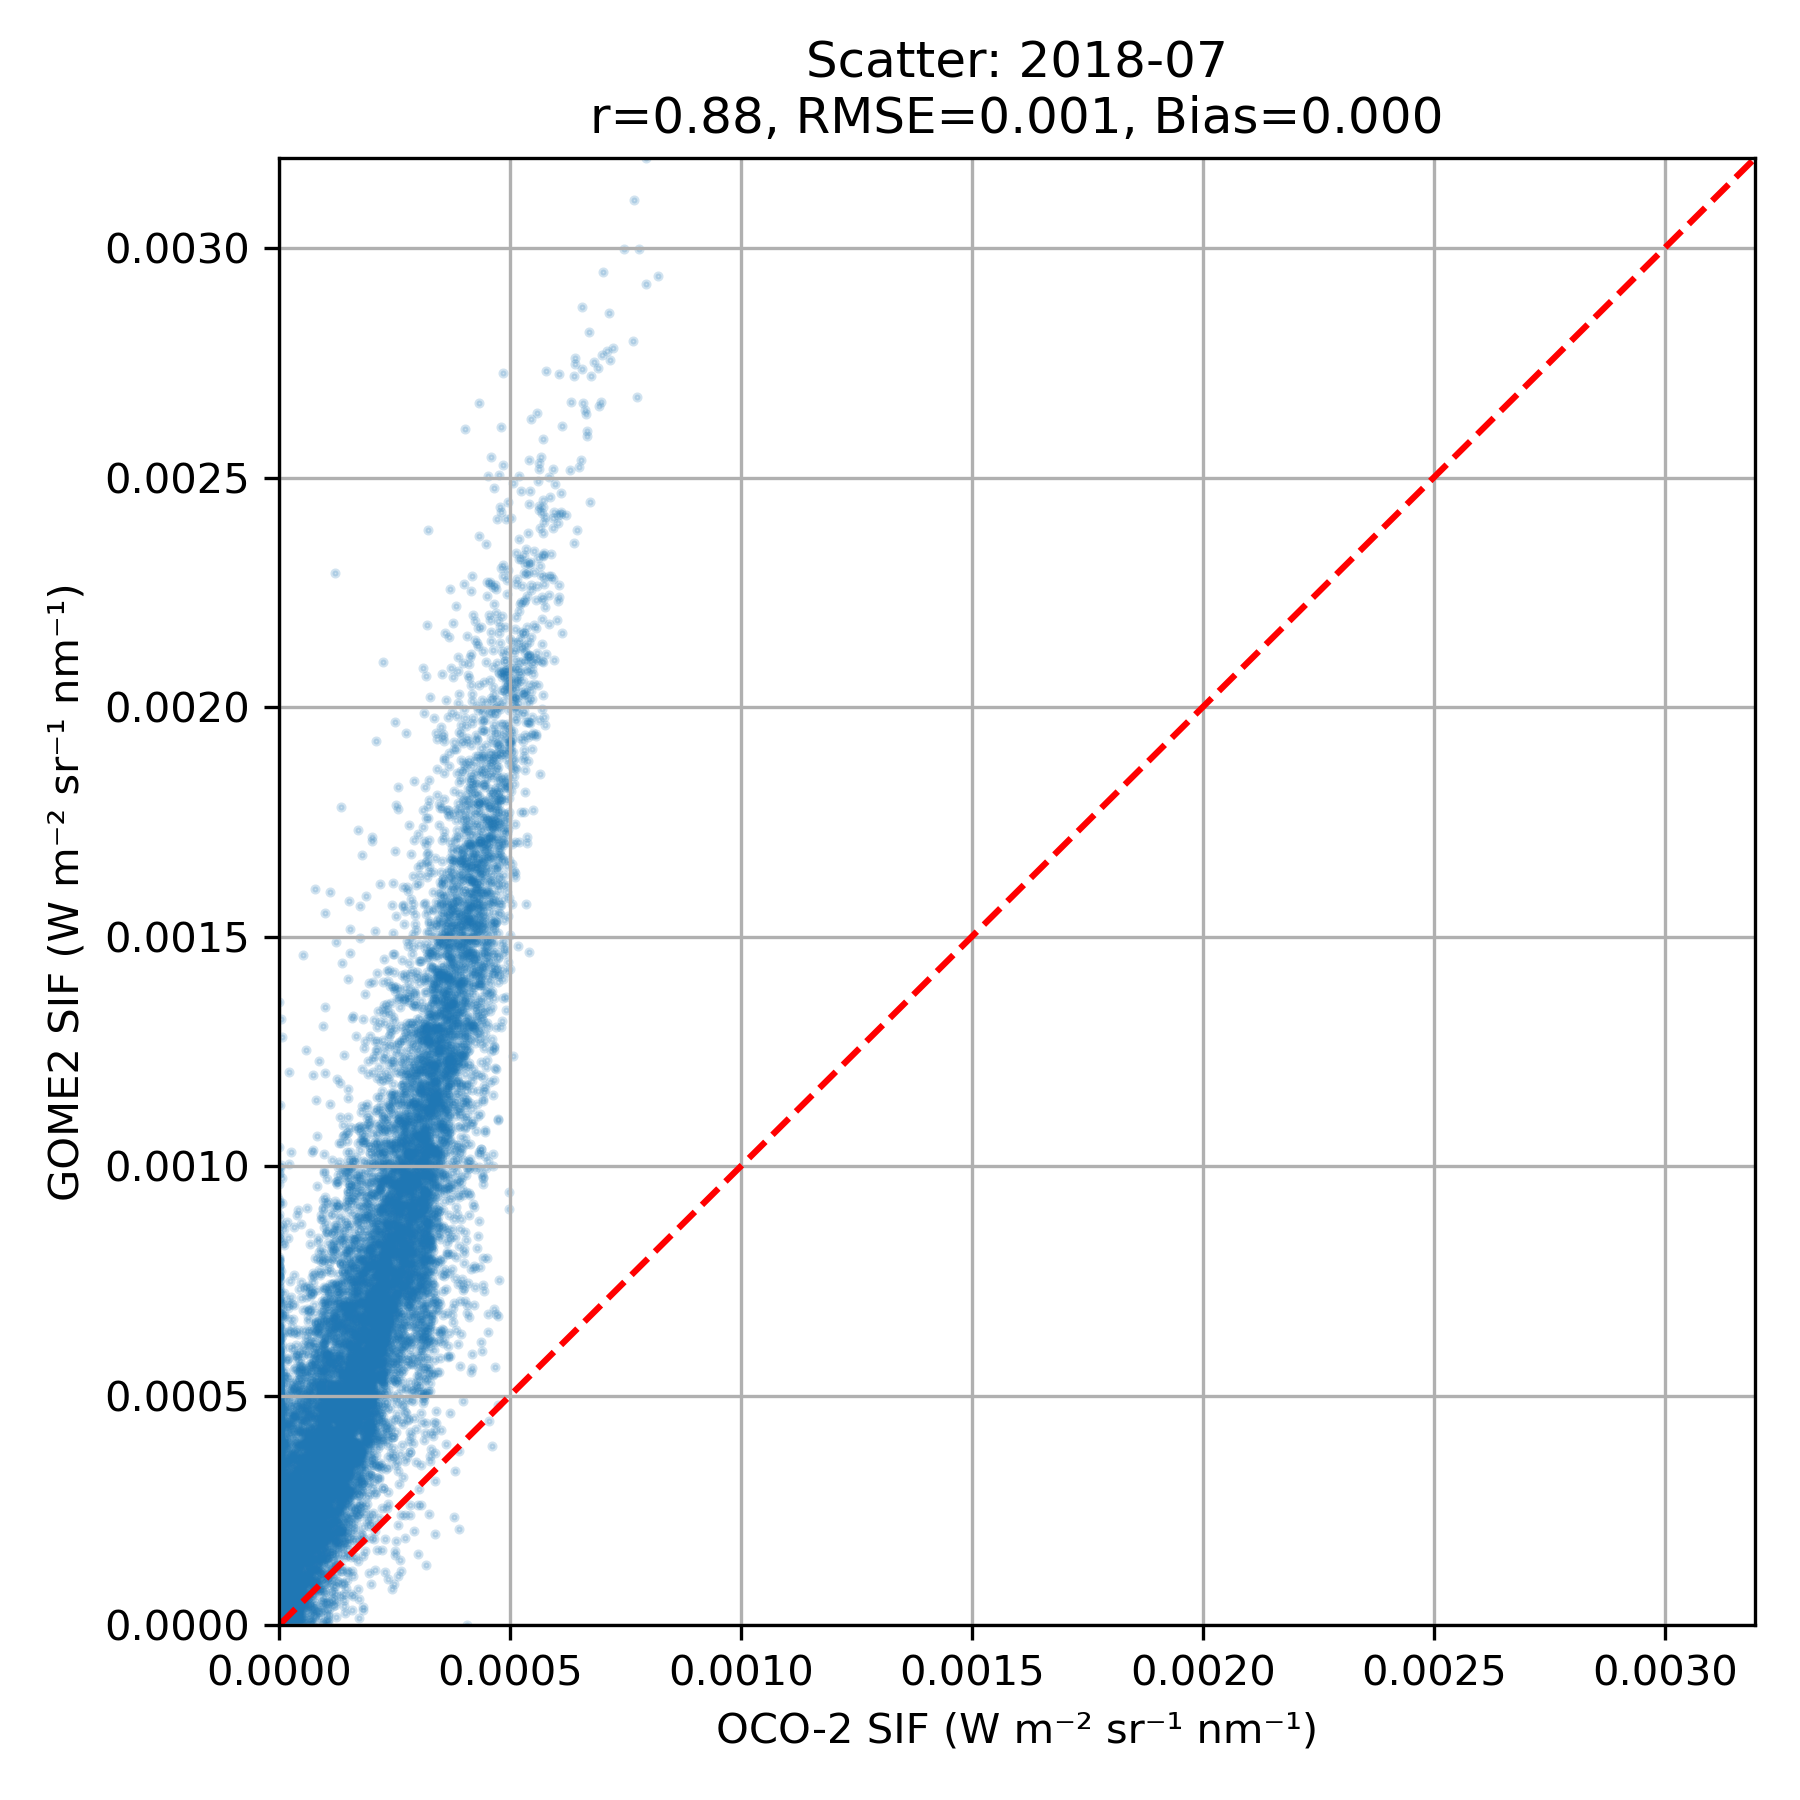 Scatter: 2018-07
r=0.88, RMSE=0.001, Bias=0.000
GOME2 SIF (W m⁻² sr⁻¹ nm⁻¹)
0.0030
0.0025
0.0020
0.0015
0.0010
0.0005
0.0000
0.0000 0.0005 0.0010 0.0015 0.0020 0.0025 0.0030
OCO-2 SIF (W m⁻² sr⁻¹ nm⁻¹)